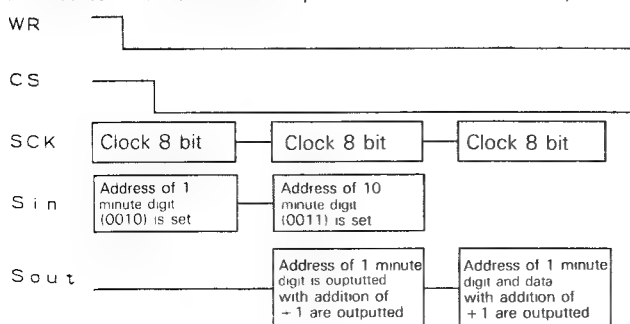 WR
CS
SCK Clock 8 bit Clock 8 bit Clock 8 bit
Sin
Address of 1
minute digit
(0010) is set
Address of 10
minute digit
(0011) is set
Sout
Address of 1 minute
digit is ouptutted
with addition of
+ 1 are outputted
Address of 1 minute
digit and data
with addition of
+ 1 are outputted